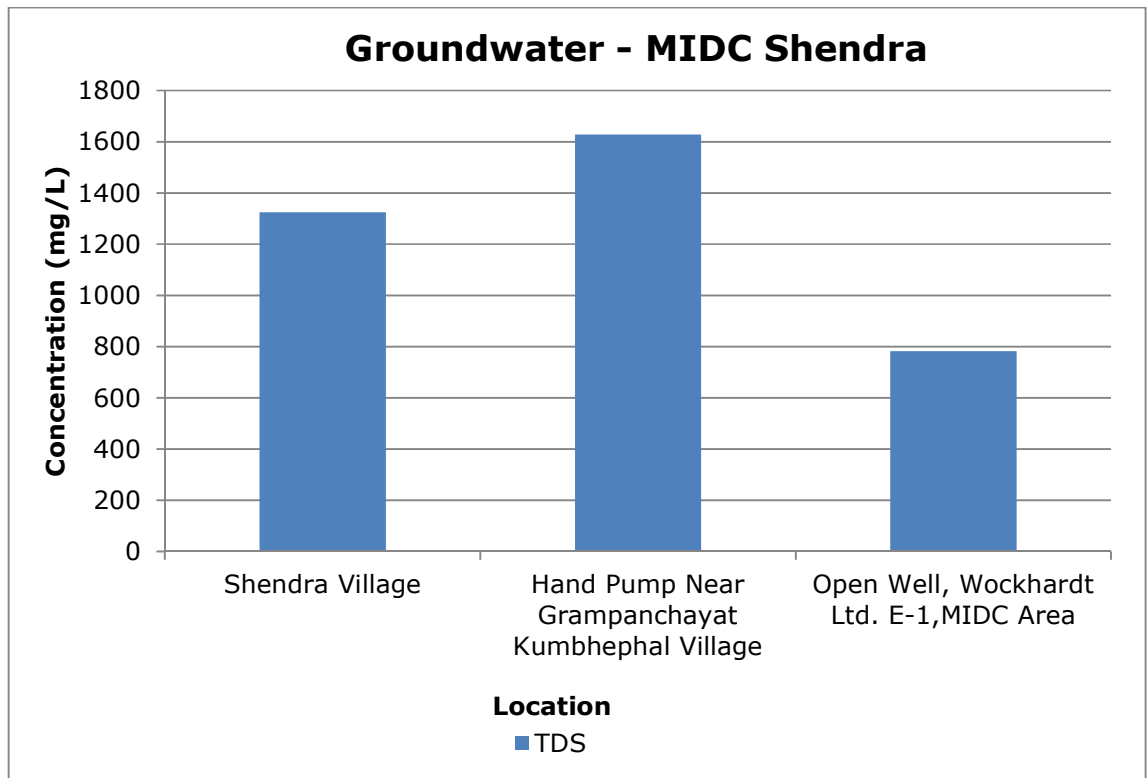 Groundwater - MIDC Shendra
Concentration (mg/L)
1800
1600
1400
1200
1000
800
600
400
200
0
Shendra Village
Hand Pump Near
Grampanchayat
Kumbhephal Village
Open Well, Wockhardt
Ltd. E-1,MIDC Area
Location
TDS